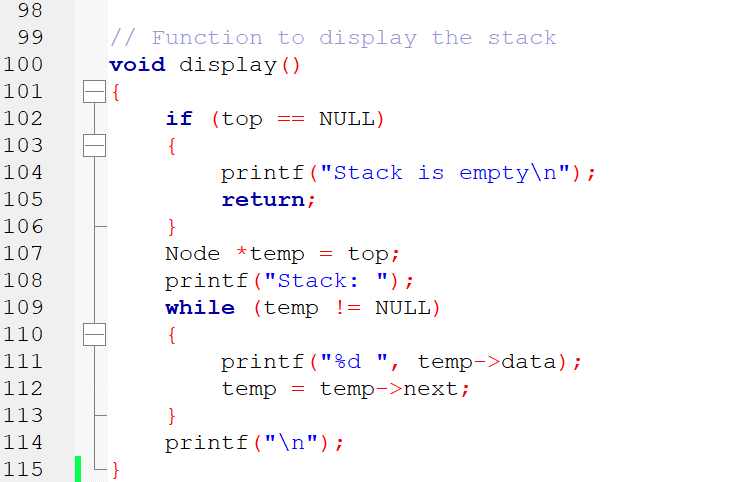 98
99 // Function to display the stack
100 void display()
101 {
102 if (top == NULL)
103 {
104 printf("Stack is empty\n");
105 return;
106 }
107 Node *temp = top;
108 printf("Stack: ");
109 while (temp != NULL)
110 {
111 printf("%d ", temp->data);
112 temp = temp->next;
113 }
114 printf("\n");
115 }